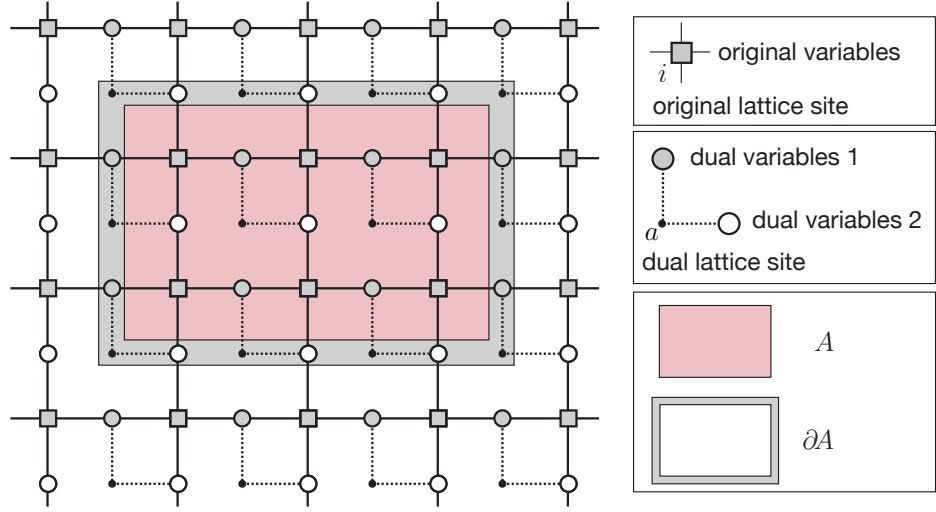 original variables
i
original lattice site
dual variables 1
a
dual variables 2
dual lattice site
A
∂A